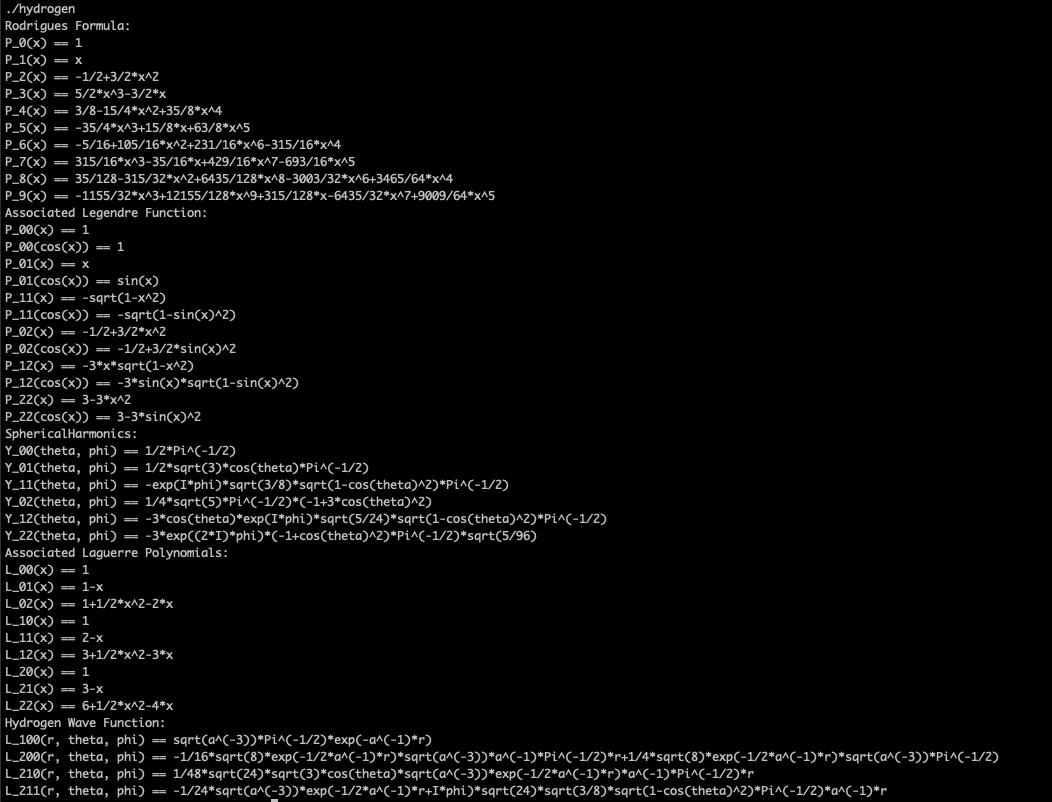 ./hydrogen
Rodrigues Formula:
P_0(x) == 1
P_1(x) == x
P_2(x) == -1/2+3/2*x^2
P_3(x) == 5/2*x^3-3/2*x
P_4(x) == 3/8-15/4*x^2+35/8*x^4
P_5(x) == -35/4*x^3+15/8*x+63/8*x^5
P_6(x) == -5/16+105/16*x^2+231/16*x^6-315/16*x^4
P_7(x) == 315/16*x^3-35/16*x+429/16*x^7-693/16*x^5
P_8(x) == 35/128-315/32*x^2+6435/128*x^8-3003/32*x^6+3465/64*x^4
P_9(x) == -1155/32*x^3+12155/128*x^9+315/128*x-6435/32*x^7+9009/64*x^5
Associated Legendre Function:
P_00(x) == 1
P_00(cos(x)) == 1
P_01(x) == x
P_01(cos(x)) == sin(x)
P_11(x) == -sqrt(1-x^2)
P_11(cos(x)) == -sqrt(1-sin(x)^2)
P_02(x) == -1/2+3/2*x^2
P_02(cos(x)) == -1/2+3/2*sin(x)^2
P_12(x) == -3*x*sqrt(1-x^2)
P_12(cos(x)) == -3*sin(x)*sqrt(1-sin(x)^2)
P_22(x) == 3-3*x^2
P_22(cos(x)) == 3-3*sin(x)^2
SphericalHarmonics:
Y_00(theta, phi) == 1/2*Pi^(-1/2)
Y_01(theta, phi) == 1/2*sqrt(3)*cos(theta)*Pi^(-1/2)
Y_11(theta, phi) == -exp(I*phi)*sqrt(3/8)*sqrt(1-cos(theta)^2)*Pi^(-1/2)
Y_02(theta, phi) == 1/4*sqrt(5)*Pi^(-1/2)*(-1+3*cos(theta)^2)
Y_12(theta, phi) == -3*cos(theta)*exp(I*phi)*sqrt(5/24)*sqrt(1-cos(theta)^2)*Pi^(-1/2)
Y_22(theta, phi) == -3*exp((2*I)*phi)*(-1+cos(theta)^2)*Pi^(-1/2)*sqrt(5/96)
Associated Laguerre Polynomials:
L_00(x) == 1
L_01(x) == 1-x
L_02(x) == 1+1/2*x^2-2*x
L_10(x) == 1
L_11(x) == 2-x
L_12(x) == 3+1/2*x^2-3*x
L_20(x) == 1
L_21(x) == 3-x
L_22(x) == 6+1/2*x^2-4*x
Hydrogen Wave Function:
L_100(r, theta, phi) == sqrt(a^(-3))*Pi^(-1/2)*exp(-a^(-1)*r)
L_200(r, theta, phi) == -1/16*sqrt(8)*exp(-1/2*a^(-1)*r)*sqrt(a^(-3))*a^(-1)*Pi^(-1/2)*r+1/4*sqrt(8)*exp(-1/2*a^(-1)*r)*sqrt(a^(-3))*Pi^(-1/2)
L_210(r, theta, phi) == 1/48*sqrt(24)*sqrt(3)*cos(theta)*sqrt(a^(-3))*exp(-1/2*a^(-1)*r)*a^(-1)*Pi^(-1/2)*r
L_211(r, theta, phi) == -1/24*sqrt(a^(-3))*exp(-1/2*a^(-1)*r+I*phi)*sqrt(24)*sqrt(3/8)*sqrt(1-cos(theta)^2)*Pi^(-1/2)*a^(-1)*r